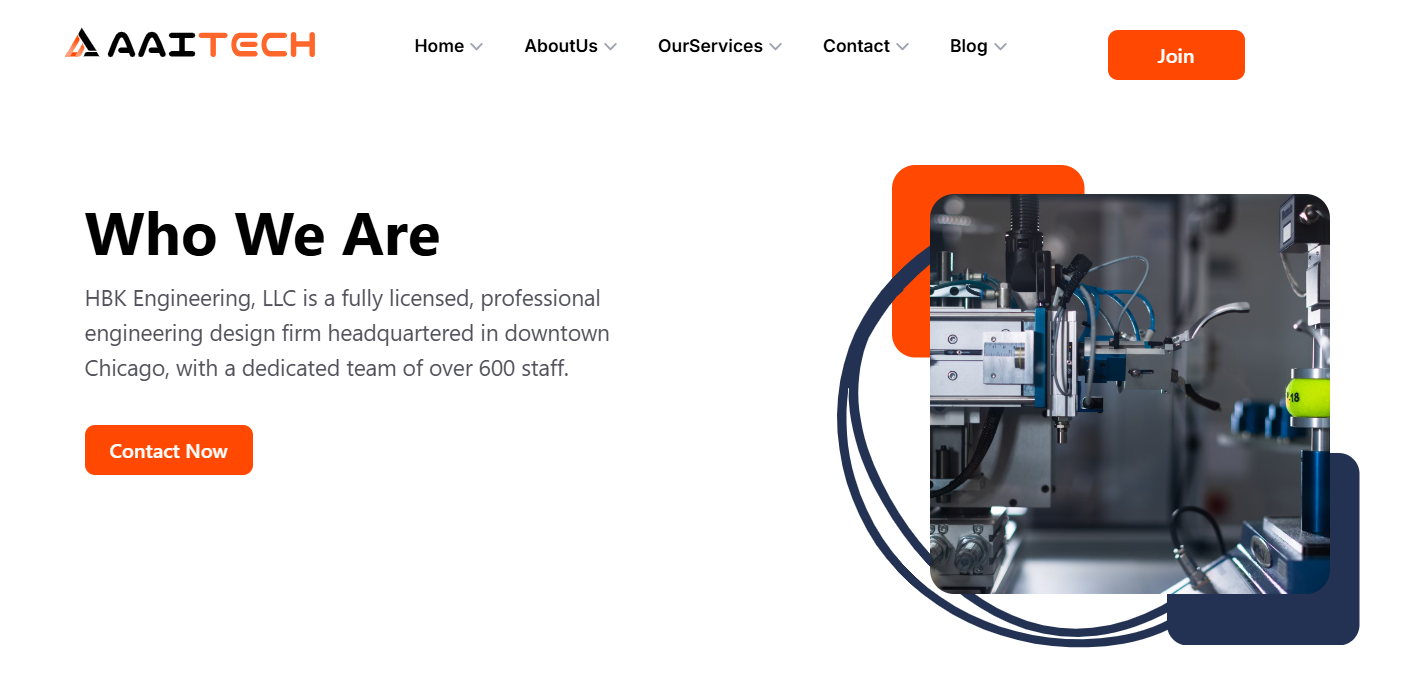 AAITECH
Home
AboutUs
OurServices
Contact
Blog
Join
Who We Are
HBK Engineering, LLC is a fully licensed, professional
engineering design firm headquartered in downtown
Chicago, with a dedicated team of over 600 staff.
Contact Now
18